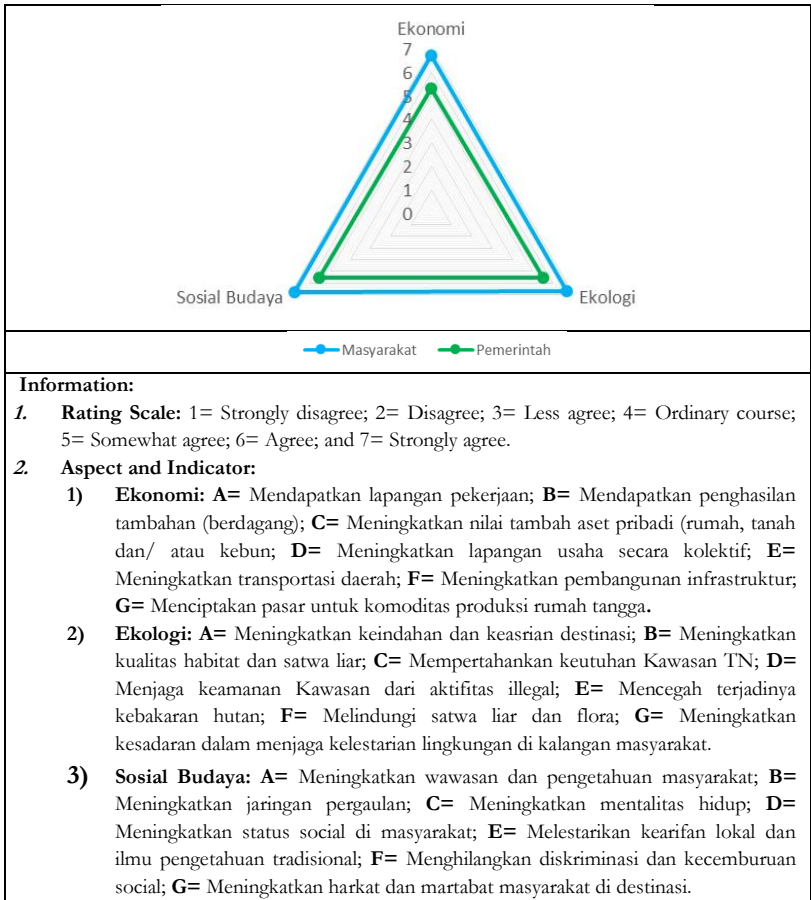 Ekonomi
7
6
5
4
3
2
1
0
Sosial Budaya
Ekologi
Masyarakat Pemerintah
Information:
1. Rating Scale: 1= Strongly disagree; 2= Disagree; 3= Less agree; 4= Ordinary course;
5= Somewhat agree; 6= Agree; and 7= Strongly agree.
2. Aspect and Indicator:
1) Ekonomi: A= Mendapatkan lapangan pekerjaan; B= Mendapatkan penghasilan
tambahan (berdagang); C= Meningkatkan nilai tambah aset pribadi (rumah, tanah
dan/ atau kebun; D= Meningkatkan lapangan usaha secara kolektif; E=
Meningkatkan transportasi daerah; F= Meningkatkan pembangunan infrastruktur;
G= Menciptakan pasar untuk komoditas produksi rumah tangga.
2) Ekologi: A= Meningkatkan keindahan dan keasrian destinasi; B= Meningkatkan
kualitas habitat dan satwa liar; C= Mempertahankan keutuhan Kawasan TN; D=
Menjaga keamanan Kawasan dari aktifitas illegal; E= Mencegah terjadinya
kebakaran hutan; F= Melindungi satwa liar dan flora; G= Meningkatkan
kesadaran dalam menjaga kelestarian lingkungan di kalangan masyarakat.
3) Sosial Budaya: A= Meningkatkan wawasan dan pengetahuan masyarakat; B=
Meningkatkan jaringan pergaulan; C= Meningkatkan mentalitas hidup; D=
Meningkatkan status social di masyarakat; E= Melestarikan kearifan lokal dan
ilmu pengetahuan tradisional; F= Menghilangkan diskriminasi dan kecemburuan
social; G= Meningkatkan harkat dan martabat masyarakat di destinasi.